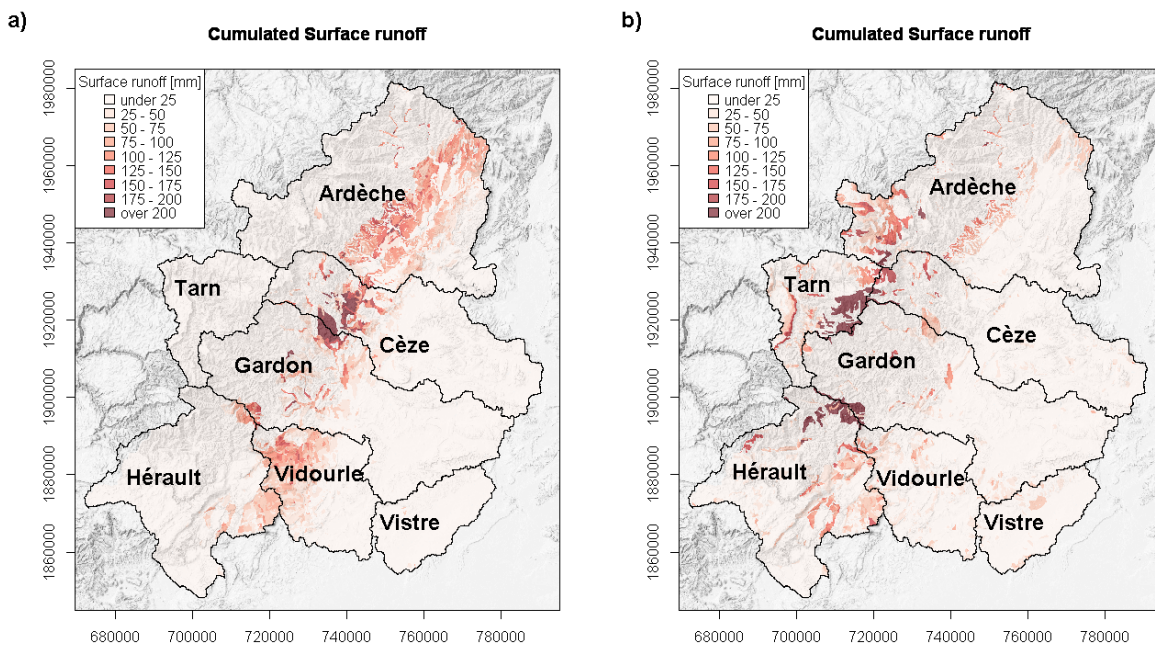 a)
Cumulated Surface runoff
Surface runoff [mm]
under 25
25 - 50
50 - 75
75 - 100
100 - 125
125 - 150
150 - 175
175 - 200
over 200
1980000
1960000
1940000
1920000
1900000
1880000
1860000
Ardèche
Tarn
Cèze
Gardon
Hérault
Vidourle
Vistre
680000 700000 720000 740000 760000 780000
b)
Cumulated Surface runoff
Surface runoff [mm]
under 25
25 - 50
50 - 75
75 - 100
100 - 125
125 - 150
150 - 175
175 - 200
over 200
1980000
1960000
1940000
1920000
1900000
1880000
1860000
Ardèche
Tarn
Cèze
Gardon
Hérault
Vidourle
Vistre
680000 700000 720000 740000 760000 780000